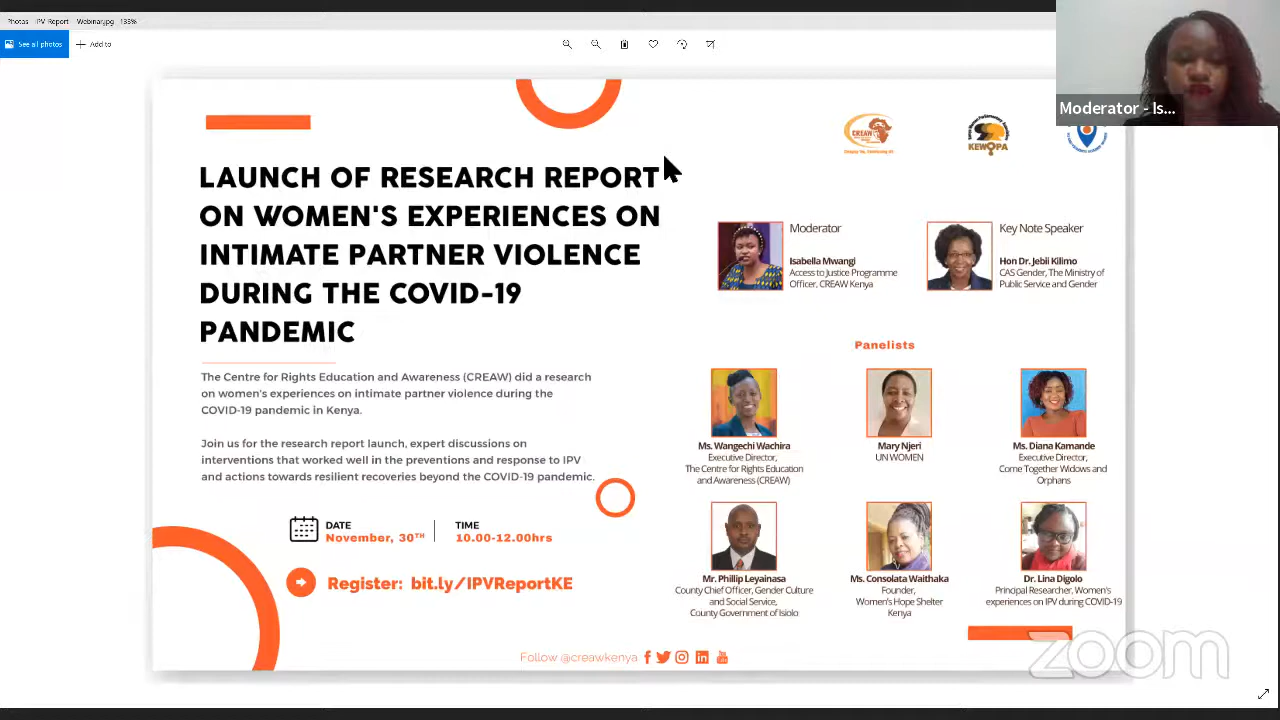 Photos - IPV Report - Webinar.jpg - 133%
See all photos
Add to
Moderator - Is...
CREAW
KEWOPA
LAUNCH OF RESEARCH REPORT
ON WOMEN'S EXPERIENCES ON
INTIMATE PARTNER VIOLENCE
DURING THE COVID-19
PANDEMIC
The Centre for Rights Education and Awareness (CREAW) did a research
on women's experiences on intimate partner violence during the
COVID-19 pandemic in Kenya.
Join us for the research report launch, expert discussions on
interventions that worked well in the preventions and response to IPV
and actions towards resilient recoveries beyond the COVID-19 pandemic.
DATE
November, 30TH
TIME
10.00-12.00hrs
Register: bit.ly/IPVReportKE
Moderator
Isabella Mwangi
Access to Justice Programme
Officer, CREAW Kenya
Key Note Speaker
Hon Dr. Jebii Kilimo
CAS Gender, The Ministry of
Public Service and Gender
Panelists
Ms. Wangechi Wachira
Executive Director,
The Centre for Rights Education
and Awareness (CREAW)
Mary Njeri
UN WOMEN
Ms. Diana Kamande
Executive Director,
Come Together Widows and
Orphans
Mr. Phillip Leyainasa
County Chief Officer, Gender Culture
and Social Service,
County Government of Isiolo
Ms. Consolata Waithaka
Founder,
Women's Hope Shelter
Kenya
Dr. Lina Digolo
Principal Researcher, Women's
experiences on IPV during COVID-19
Follow @creawkenya
zoom